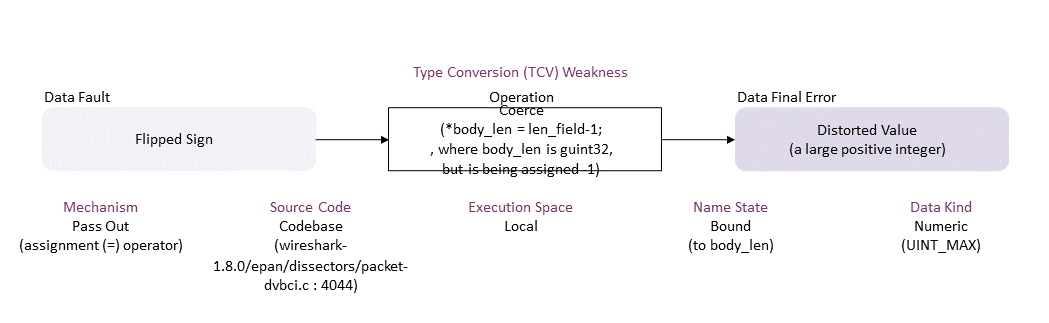 Type Conversion (TCV) Weakness
Data Fault
Operation
Data Final Error
Flipped Sign
Coerce
(*body_len = len_field-1;
, where body_len is guint32,
but is being assigned -1)
Distorted Value
(a large positive integer)
Mechanism
Pass Out
(assignment (=) operator)
Source Code
Codebase
(wireshark-
1.8.0/epan/dissectors/packet-
dvbci.c : 4044)
Execution Space
Local
Name State
Bound
(to body_len)
Data Kind
Numeric
(UINT_MAX)